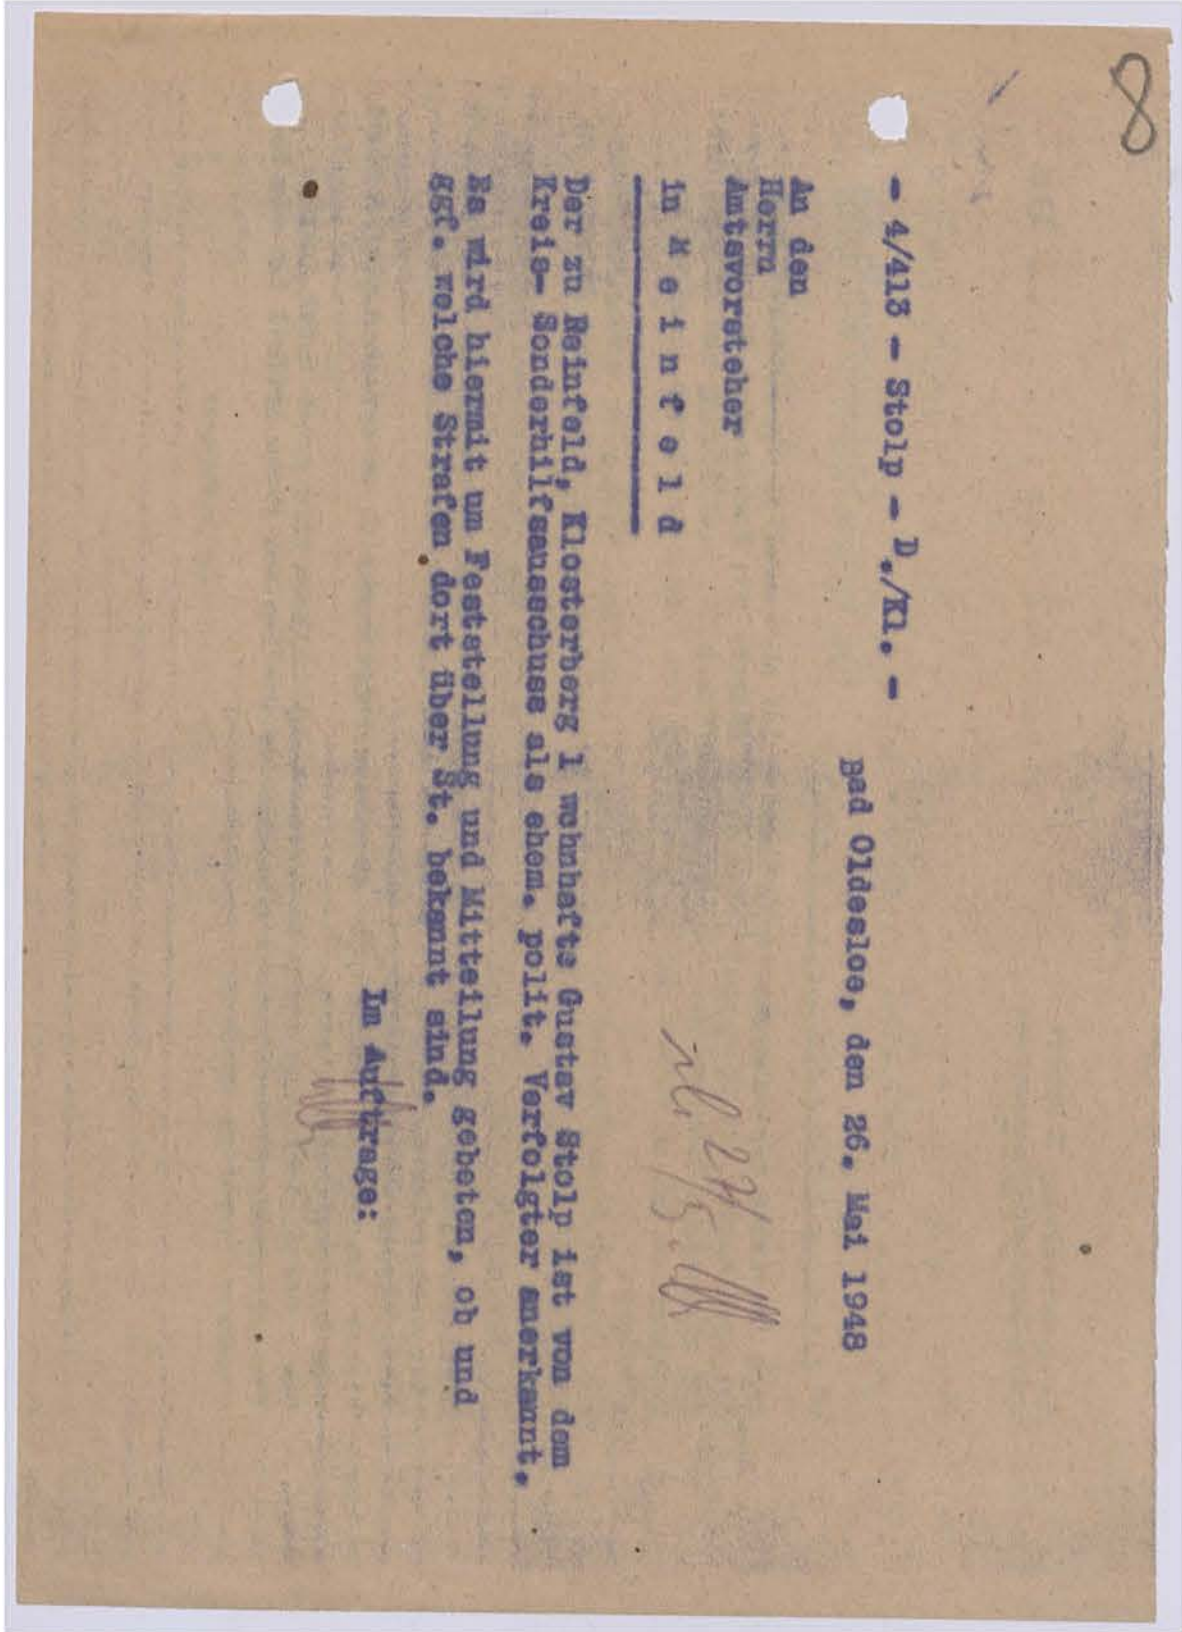 8
- 4/413 - Stolp - D./Kl. -
Bad Oldesloe, den 26. Mai 1948
An den
Herrn
Amtsvorsteher
in M e i n f e l d
Der zu Reinfeld, Klosterberg 1 wohnhafte Gustav Stolp ist von dem
Kreis- Sonderhilfsausschuss als ehem. polit. Verfolgter anerkannt.
Es wird hiermit um Feststellung und Mitteilung gebeten, ob und
ggf. welche Strafen dort über St. bekannt sind.
Im Auftrage: